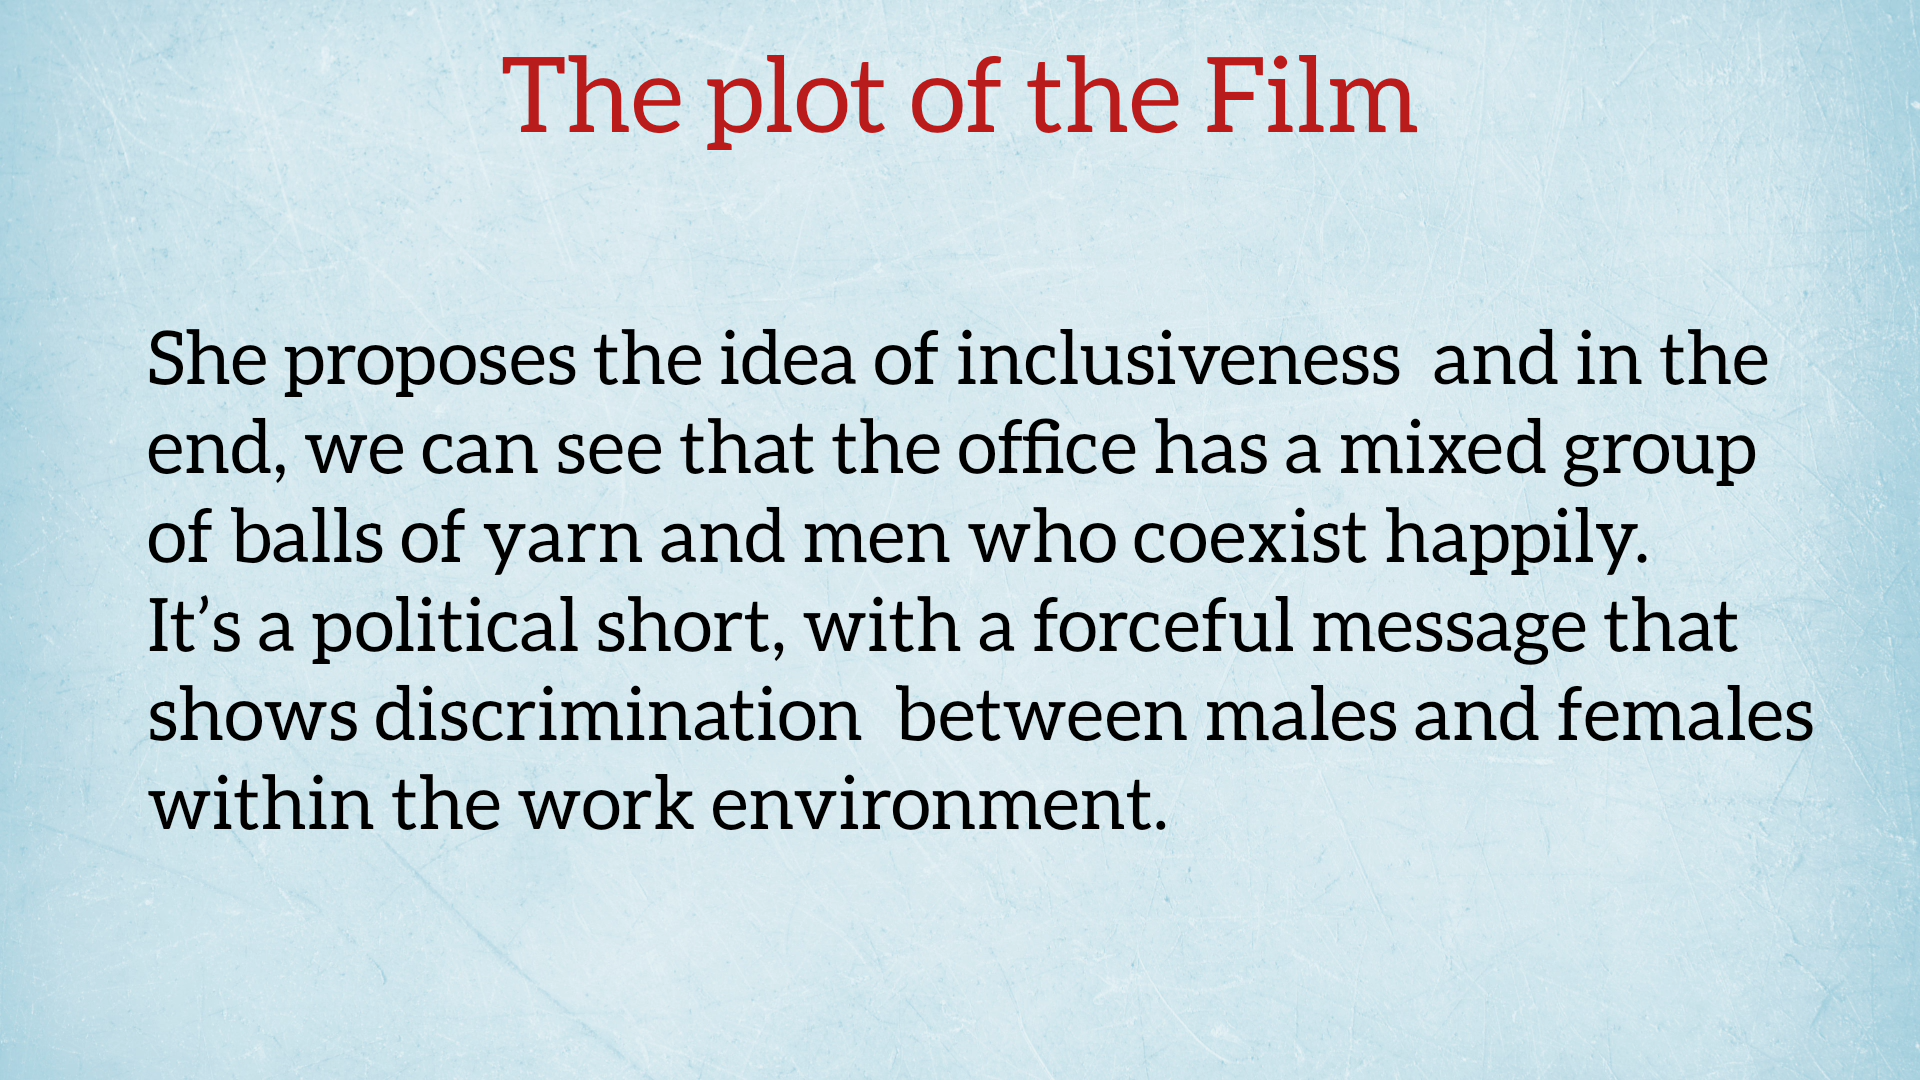 The plot of the Film
She proposes the idea of inclusiveness  and in the
end, we can see that the office has a mixed group
of balls of yarn and men who coexist happily.
It’s a political short, with a forceful message that
shows discrimination  between males and females
within the work environment.